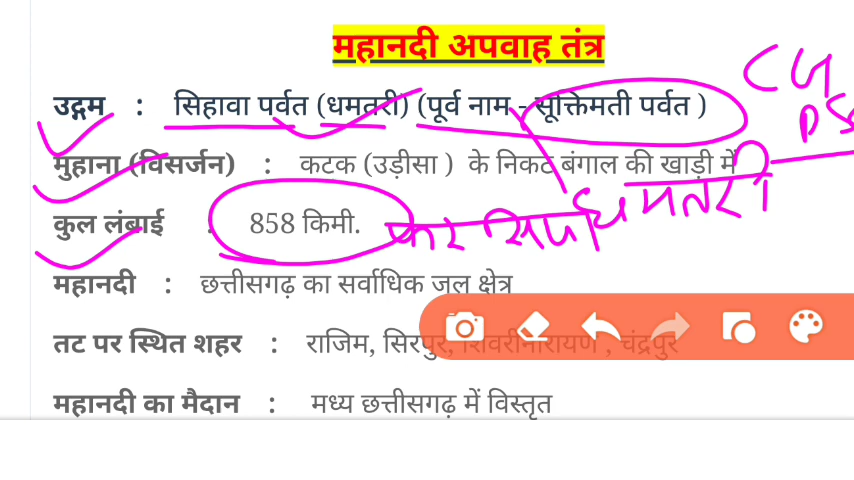 महानदी अपवाह तंत्र
उद्गम : सिहावा पर्वत (धमतरी) (पूर्व नाम - सूक्तिमती पर्वत )
CG
PS
मुहाना (विसर्जन) : कटक (उड़ीसा ) के निकट बंगाल की खाड़ी में
धमतरी
कुल लंबाई : 858 किमी.
महानदी : छत्तीसगढ़ का सर्वाधिक जल क्षेत्र
तट पर स्थित शहर : राजिम, सिरपुर, शिवरीनारायण , चंद्रपुर
महानदी का मैदान : मध्य छत्तीसगढ़ में विस्तृत